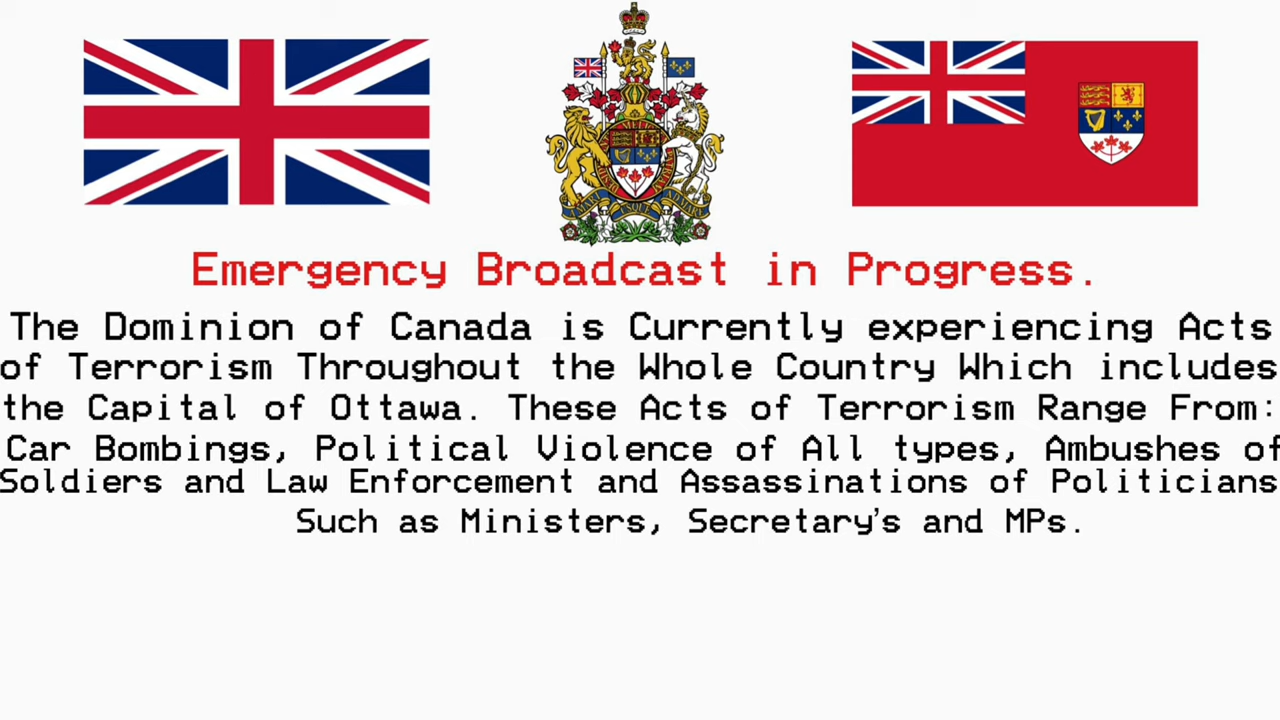 Emergency Broadcast in Progress.
The Dominion of Canada is Currently experiencing Acts
of Terrorism Throughout the Whole Country Which includes
the Capital of Ottawa. These Acts of Terrorism Range From:
Car Bombings, Political Violence of All types, Ambushes of
Soldiers and Law Enforcement and Assassinations of Politicians
Such as Ministers, Secretary's and MPs.